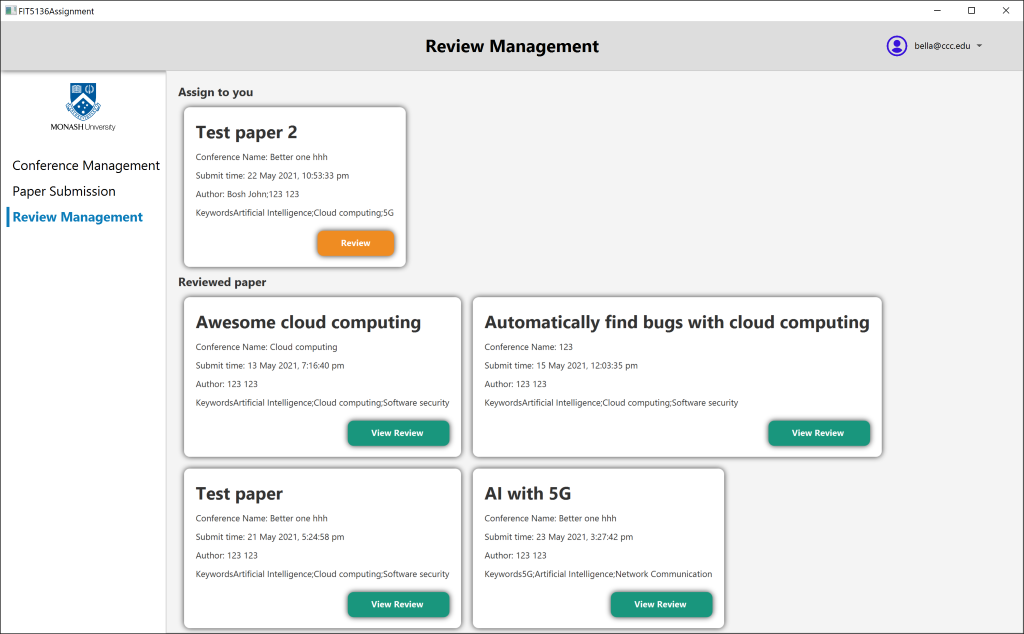 FIT5136Assignment
Review Management
bella@ccc.edu
MONASH University
Conference Management
Paper Submission
Review Management
Assign to you
Test paper 2
Conference Name: Better one hhh
Submit time: 22 May 2021, 10:53:33 pm
Author: Bosh John;123 123
KeywordsArtificial Intelligence;Cloud computing;5G
Review
Reviewed paper
Awesome cloud computing
Conference Name: Cloud computing
Submit time: 13 May 2021, 7:16:40 pm
Author: 123 123
KeywordsArtificial Intelligence;Cloud computing;Software security
View Review
Automatically find bugs with cloud computing
Conference Name: 123
Submit time: 15 May 2021, 12:03:35 pm
Author: 123 123
KeywordsArtificial Intelligence;Cloud computing;Software security
View Review
Test paper
Conference Name: Better one hhh
Submit time: 21 May 2021, 5:24:58 pm
Author: 123 123
KeywordsArtificial Intelligence;Cloud computing;Software security
View Review
AI with 5G
Conference Name: Better one hhh
Submit time: 23 May 2021, 3:27:42 pm
Author: 123 123
Keywords5G;Artificial Intelligence;Network Communication
View Review